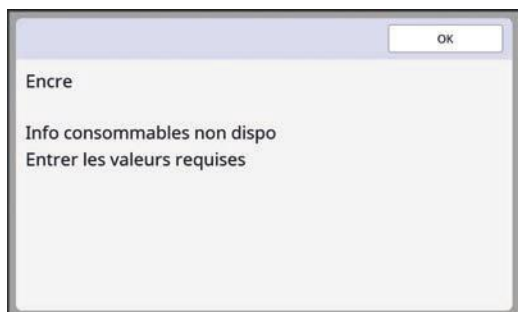 OK
Encre
Info consommables non dispo
Entrer les valeurs requises